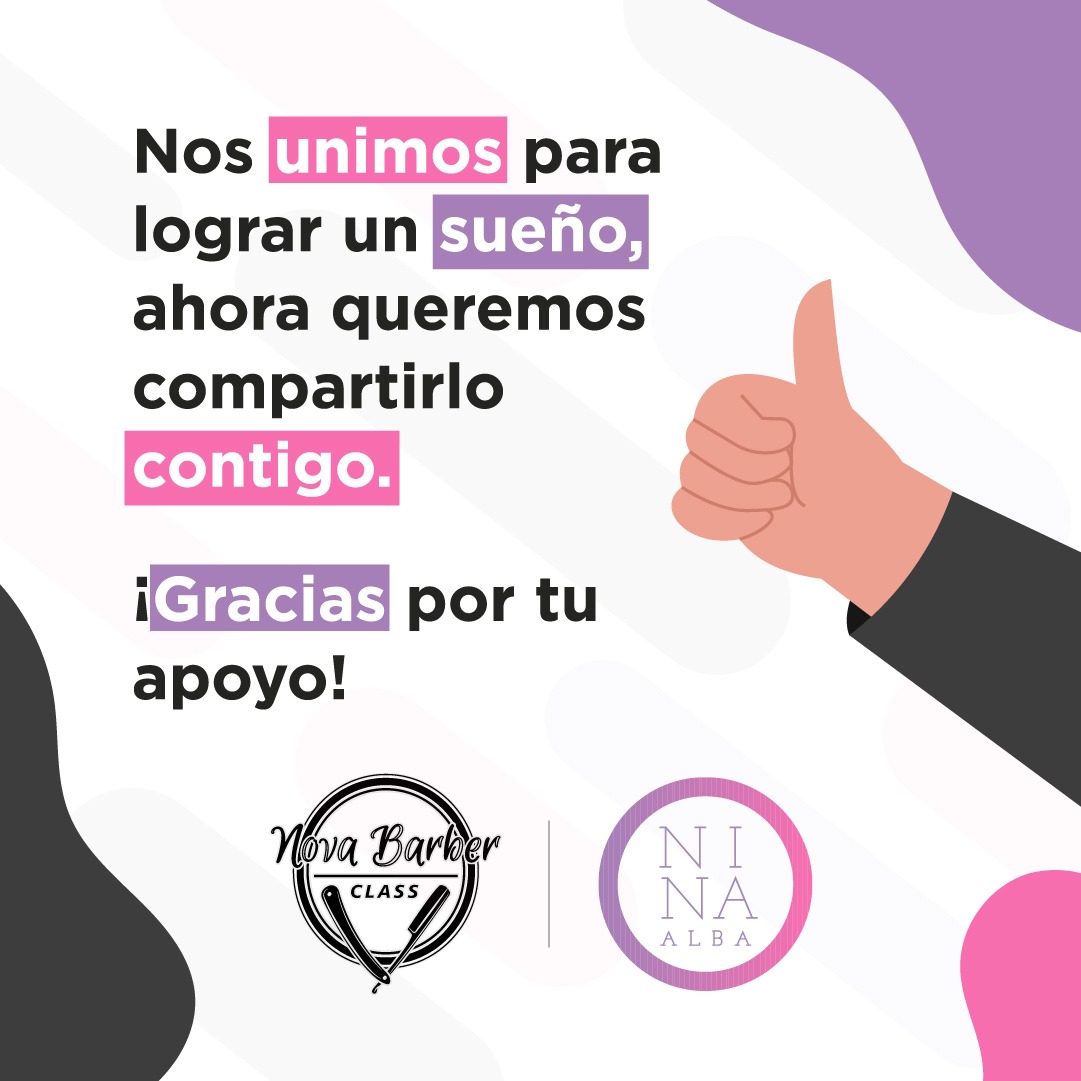 Nos unimos para
lograr un sueño,
ahora queremos
compartirlo
contigo.
¡Gracias por tu
apoyo!
Nova Barber
CLASS
NI
NA
ALBA